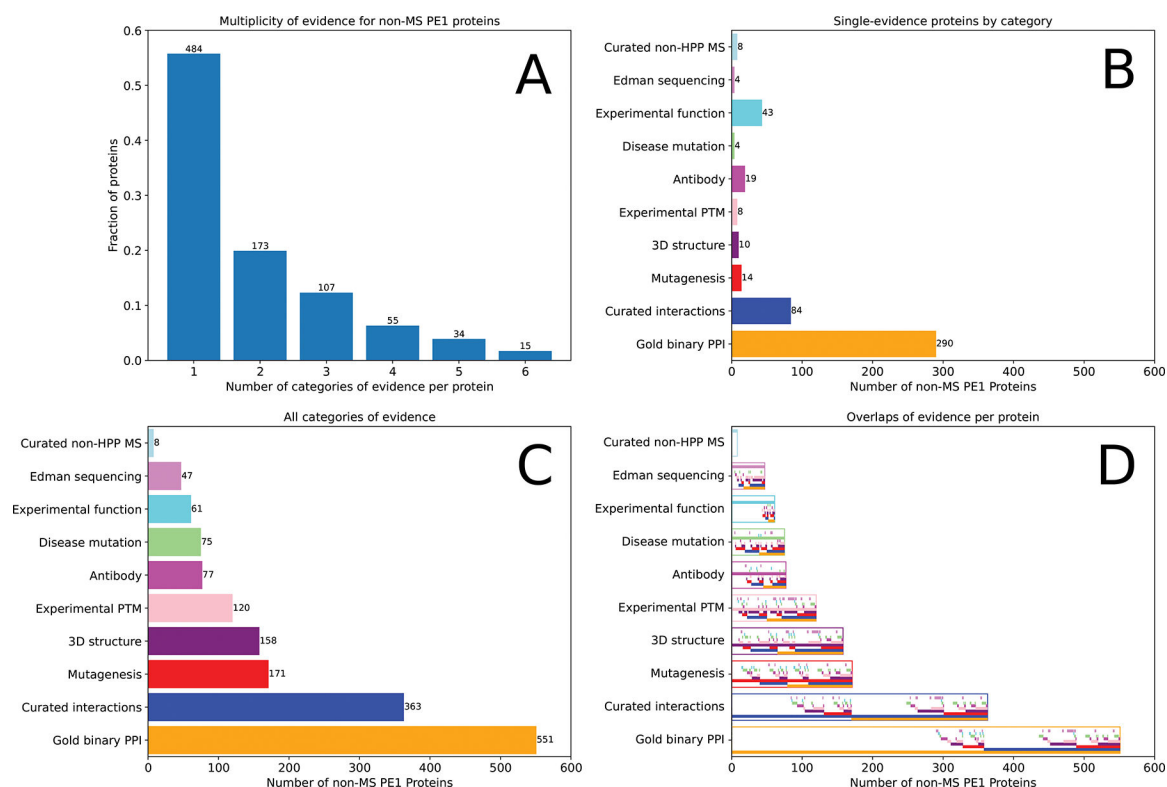 Multiplicity of evidence for non-MS PE1 proteins
A
0.6
0.5
0.4
0.3
0.2
0.1
0.0
Fraction of proteins
484
173
107
55
34
15
1 2 3 4 5 6
Number of categories of evidence per protein
Single-evidence proteins by category
B
Curated non-HPP MS 8
Edman sequencing 4
Experimental function 43
Disease mutation 4
Antibody 19
Experimental PTM 8
3D structure 10
Mutagenesis 14
Curated interactions 84
Gold binary PPI 290
0 100 200 300 400 500 600
Number of non-MS PE1 Proteins
All categories of evidence
C
Curated non-HPP MS 8
Edman sequencing 47
Experimental function 61
Disease mutation 75
Antibody 77
Experimental PTM 120
3D structure 158
Mutagenesis 171
Curated interactions 363
Gold binary PPI 551
0 100 200 300 400 500 600
Number of non-MS PE1 Proteins
Overlaps of evidence per protein
D
Curated non-HPP MS
Edman sequencing
Experimental function
Disease mutation
Antibody
Experimental PTM
3D structure
Mutagenesis
Curated interactions
Gold binary PPI
0 100 200 300 400 500 600
Number of non-MS PE1 Proteins